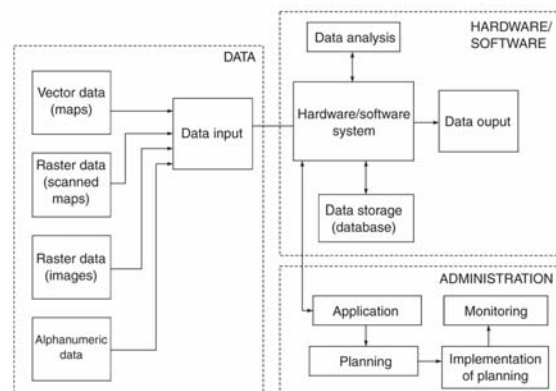 DATA
Vector data
(maps)
Raster data
(scanned
maps)
Raster data
(images)
Alphanumeric
data
Data input
HARDWARE/
SOFTWARE
Data analysis
Hardware/software
system
Data ouput
Data storage
(database)
ADMINISTRATION
Application
Monitoring
Planning
Implementation
of planning